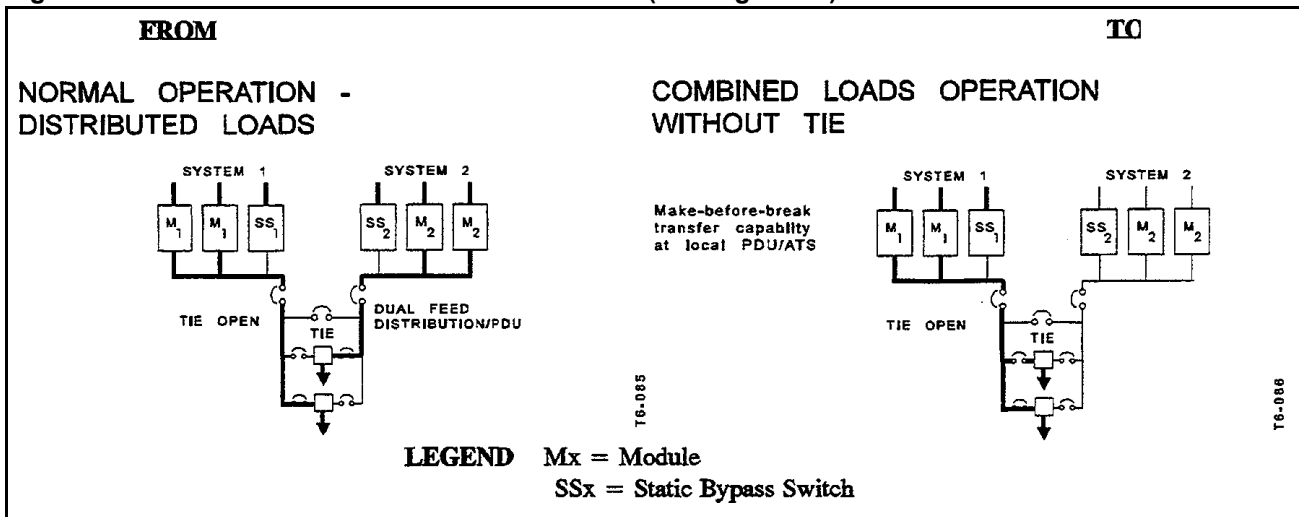 FROM
TO
NORMAL OPERATION -
DISTRIBUTED LOADS
COMBINED LOADS OPERATION
WITHOUT TIE
SYSTEM 1
SYSTEM 2
M1
M1
SS1
SS2
M2
M2
TIE OPEN
TIE
DUAL FEED
DISTRIBUTION/PDU
T6-085
Make-before-break
transfer capablity
at local PDU/ATS
SYSTEM 1
SYSTEM 2
M1
M1
SS1
SS2
M2
M2
TIE OPEN
TIE
T6-086
LEGEND Mx = Module
SSx = Static Bypass Switch